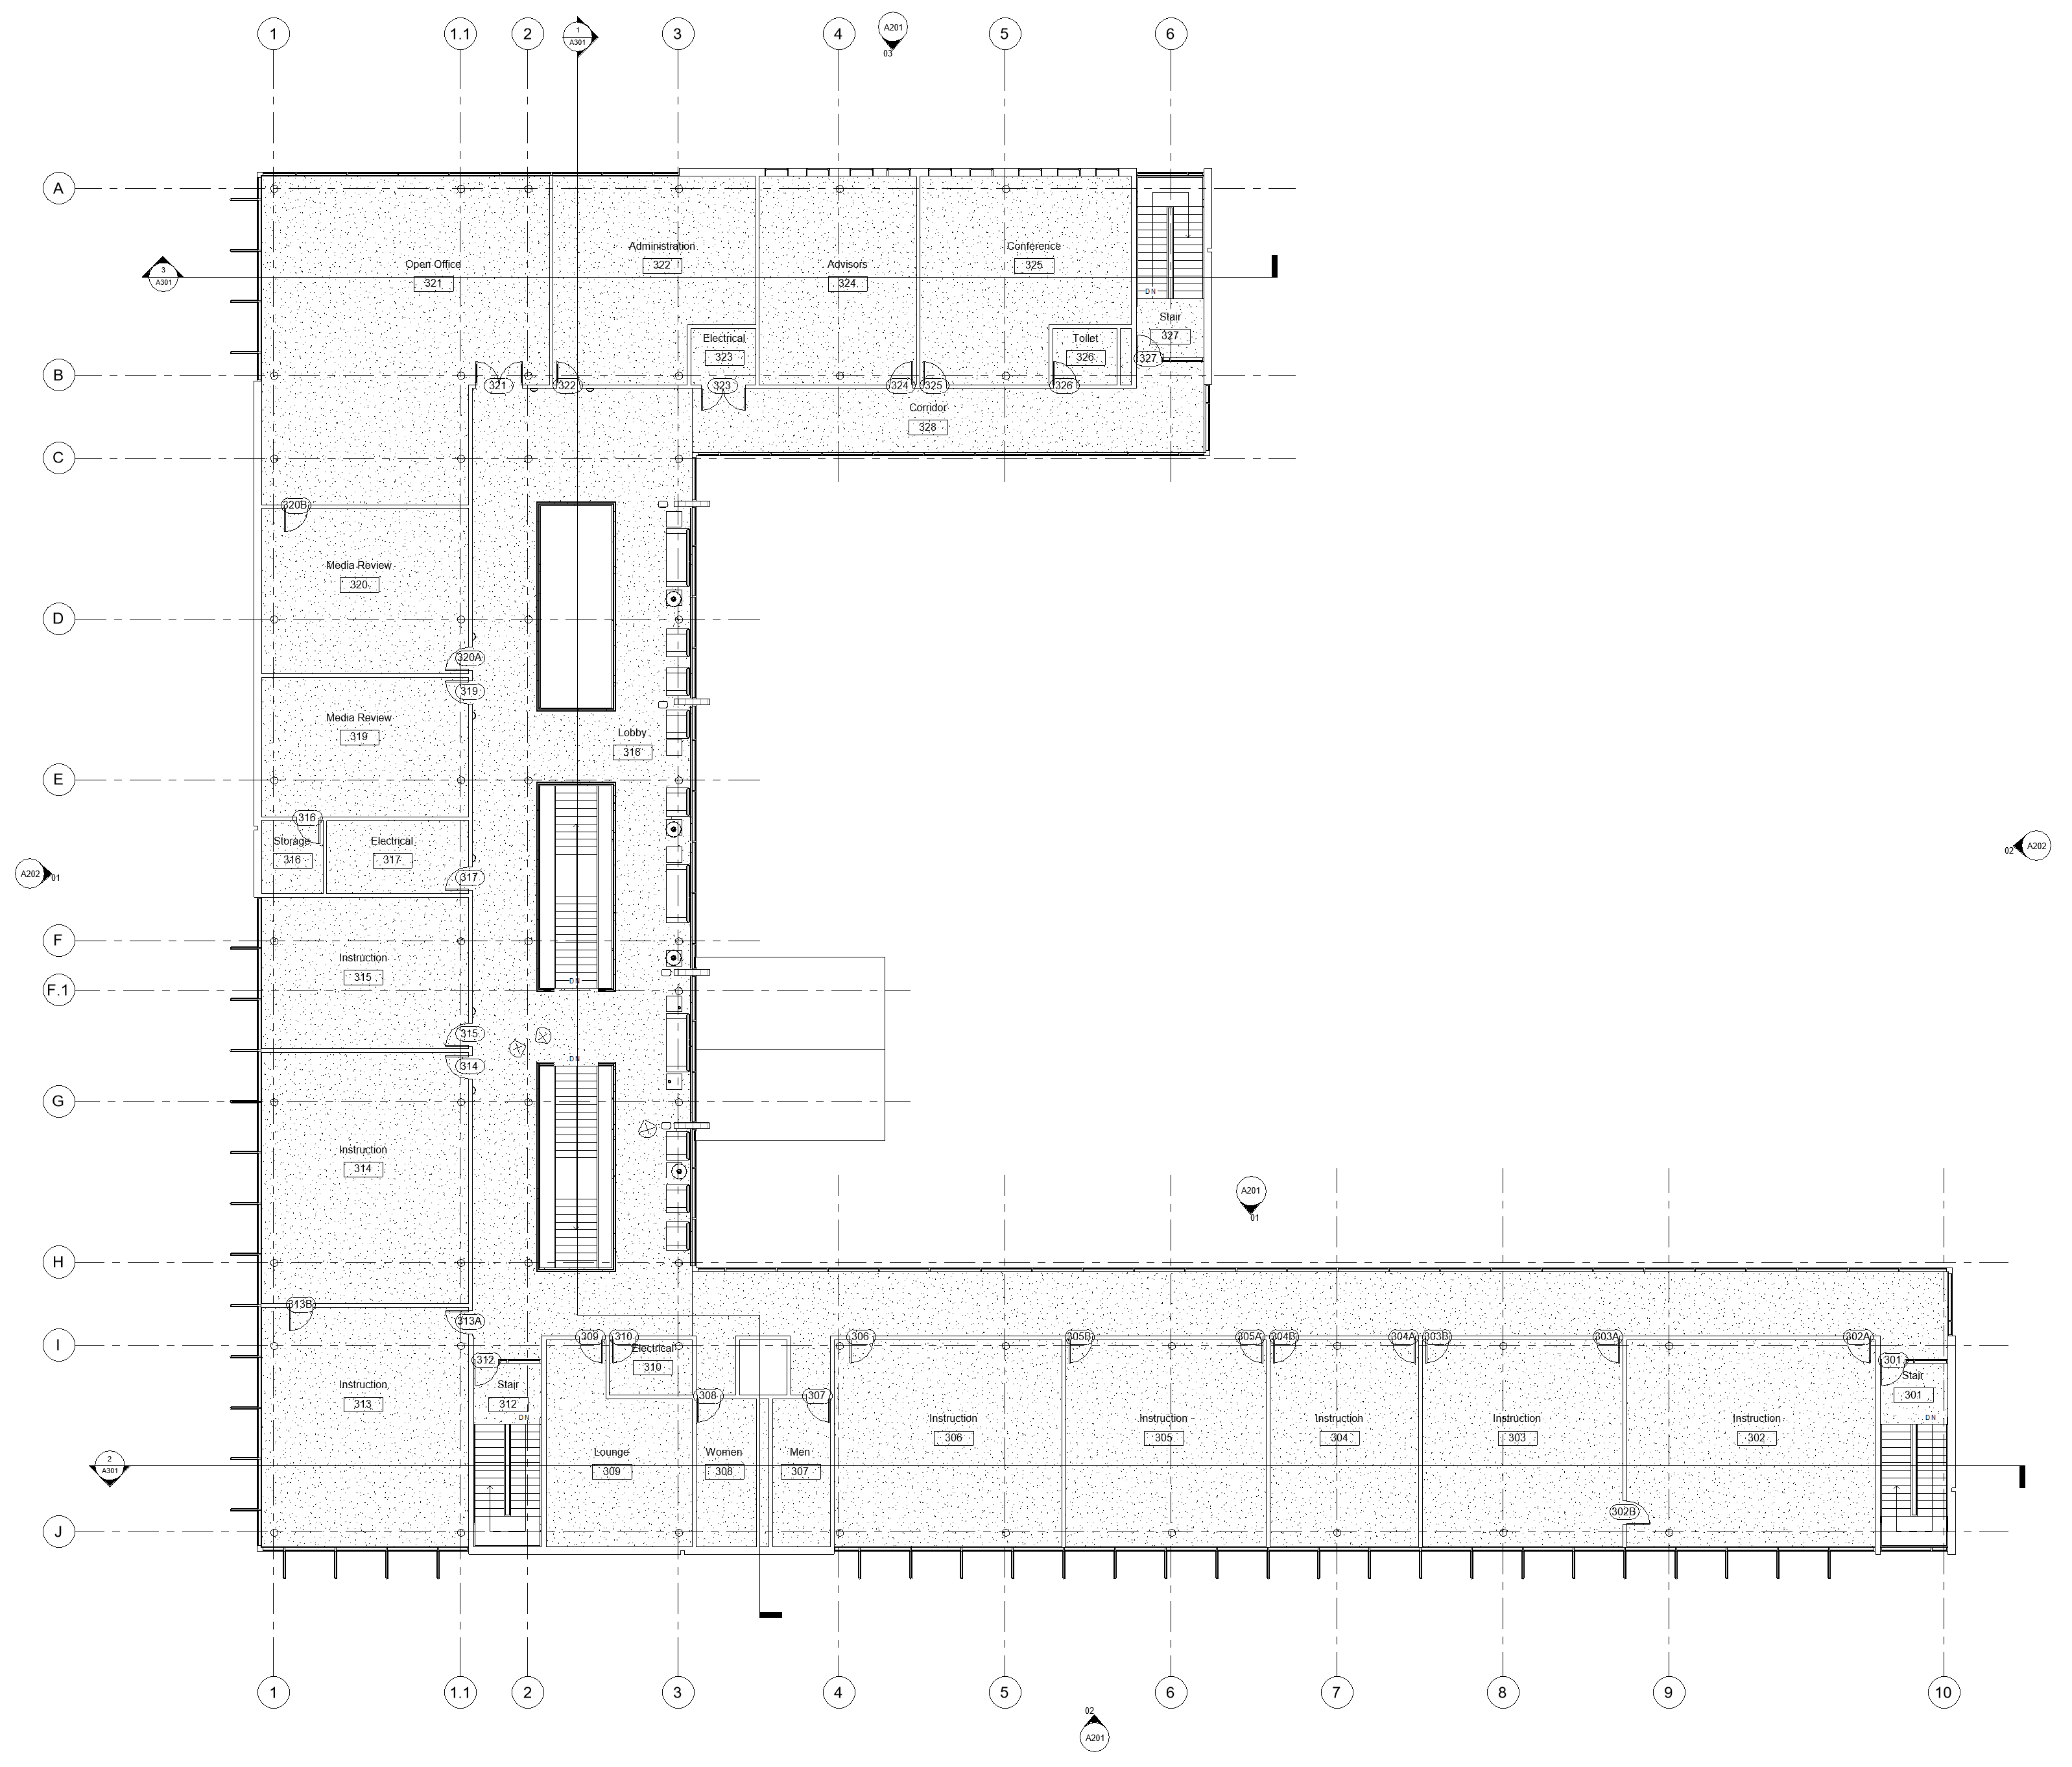 1 1.1 2 3 4 5 6
1
A301
A201
03
A
3
A301
Administration
322
Conference
325
Open Office
321
Advisors
324
DN
Stair
327
Electrical
323
Toilet
326
327
B
321 322 323 324 325 326
Corridor
328
C
320B
Media Review
320
D
320A
319
Media Review
319
Lobby
318
E
316
Storage
316
Electrical
317
317
A202
01
02
A202
F
Instruction
315
DN
F.1
315
314
DN
G
Instruction
314
A201
01
H
313B
313A
I
309 310 306 305B 305A 304B 304A 303B 303A 302A
Electrical
310
312
301
Stair
301
Instruction
313
Stair
312
308 307
DN
DN
Instruction
306
Instruction
305
Instruction
304
Instruction
303
Instruction
302
Lounge
309
Women
308
Men
307
2
A301
302B
J
1 1.1 2 3 4 5 6 7 8 9 10
02
A201